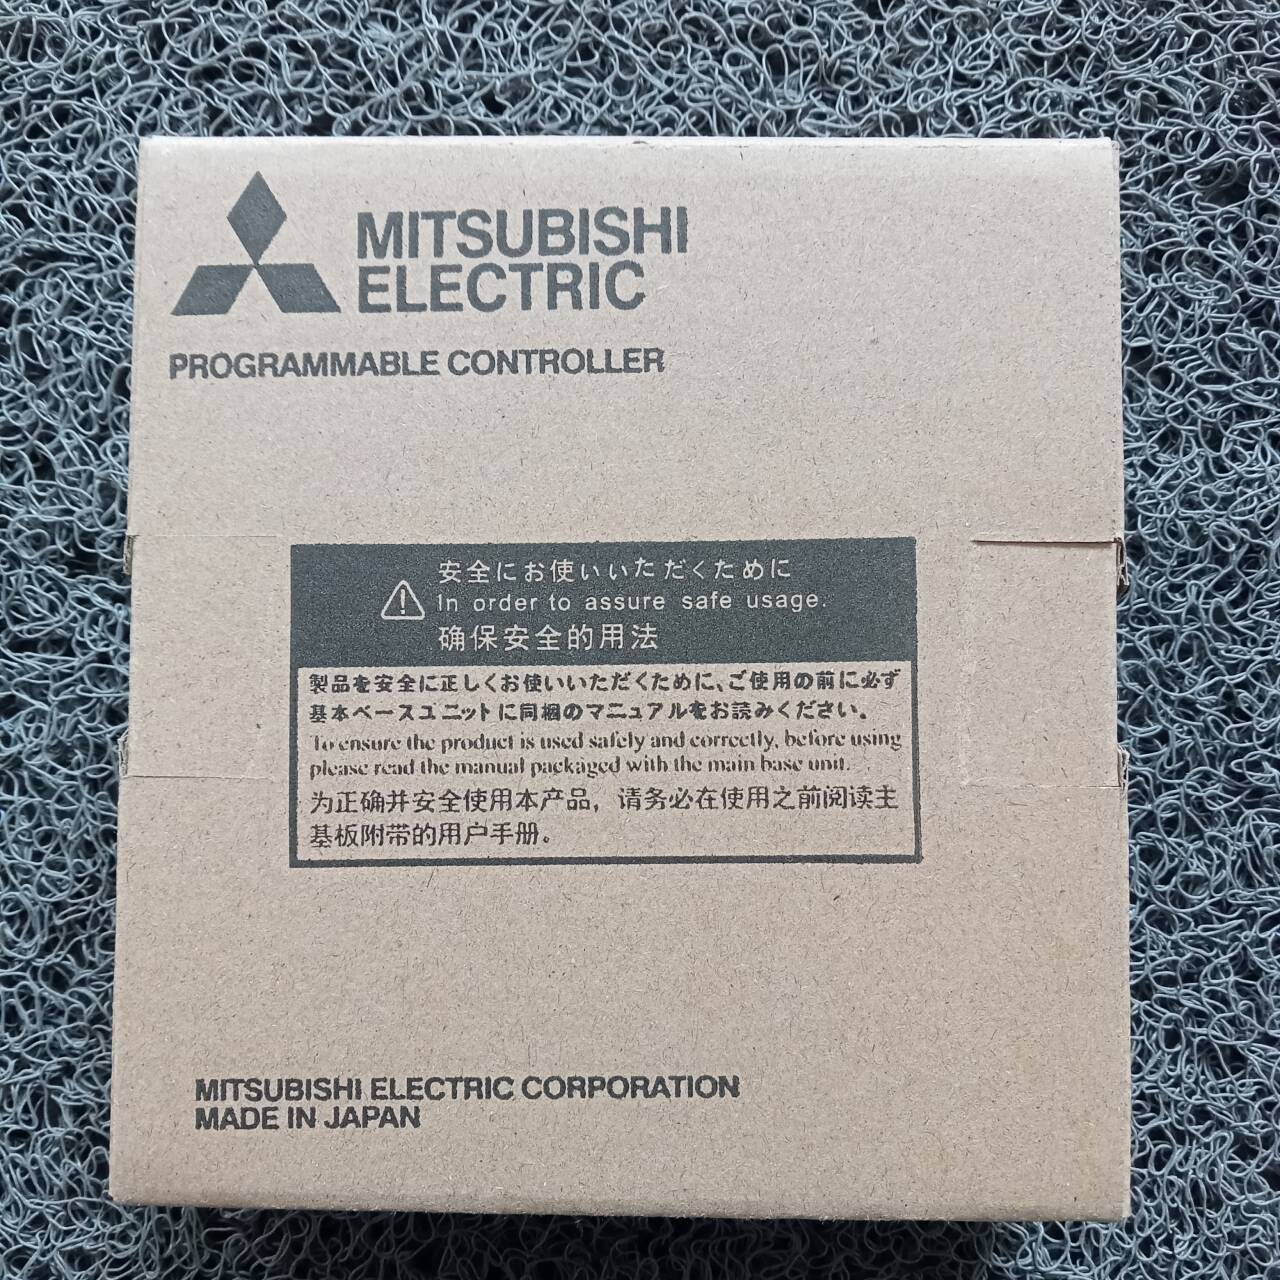 MITSUBISHI
ELECTRIC
PROGRAMMABLE CONTROLLER
安全にお使いいただくために
In order to assure safe usage.
确保安全的用法
製品を安全に正しくお使いいただくために、ご使用の前に必ず
基本ベースユニットに同梱のマニュアルをお読みください。
To ensure the product is used safely and correctly, before using
please read the manual packaged with the main base unit.
为正确并安全使用本产品，请务必在使用之前阅读主
基板附带的用户手册。
MITSUBISHI ELECTRIC CORPORATION
MADE IN JAPAN